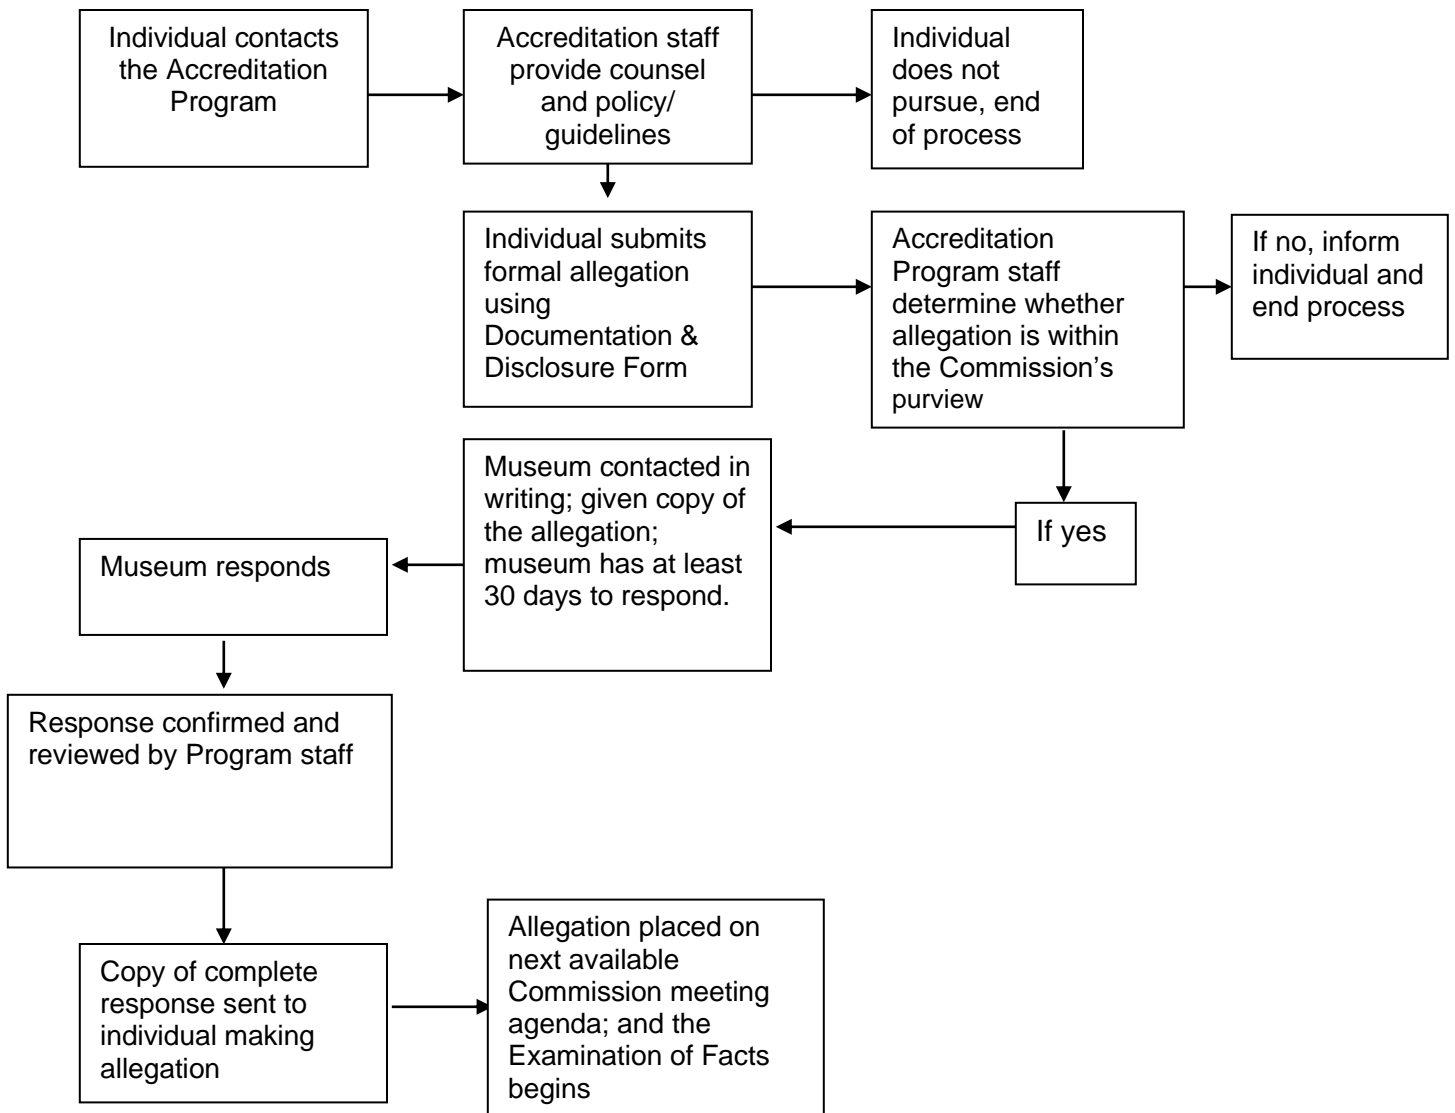 Individual contacts
the Accreditation
Program
Accreditation staff
provide counsel
and policy/
guidelines
Individual
does not
pursue, end
of process
Individual submits
formal allegation
using
Documentation &
Disclosure Form
Accreditation
Program staff
determine whether
allegation is within
the Commission’s
purview
If no, inform
individual and
end process
If yes
Museum contacted in
writing; given copy of
the allegation;
museum has at least
30 days to respond.
Museum responds
Response confirmed and
reviewed by Program staff
Copy of complete
response sent to
individual making
allegation
Allegation placed on
next available
Commission meeting
agenda; and the
Examination of Facts
begins